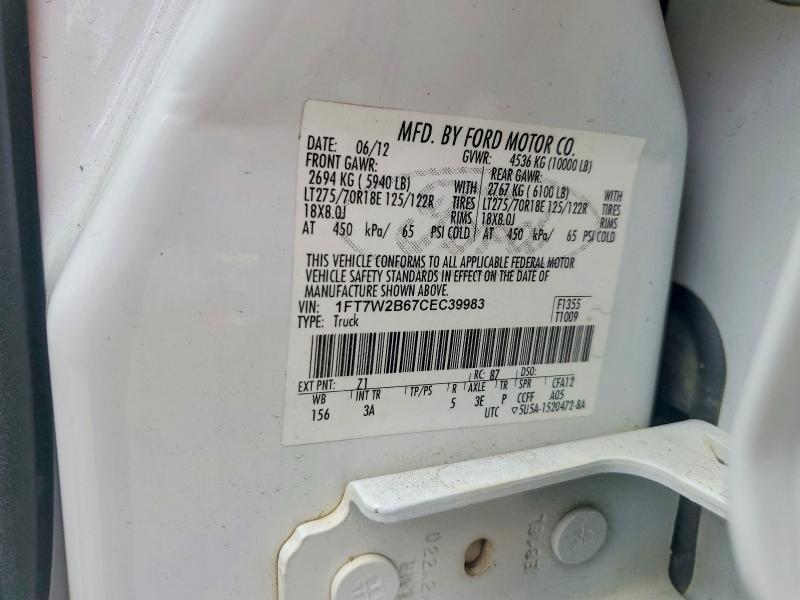 MFD. BY FORD MOTOR CO.
DATE: 06/12 GVWR: 4536 KG (10000 LB)
FRONT GAWR: REAR GAWR:
2694 KG ( 5940 LB) WITH 2767 KG ( 6100 LB) WITH
LT275/70R18E 125/122R TIRES LT275/70R18E 125/122R TIRES
18X8.0J RIMS 18X8.0J RIMS
AT 450 kPa/ 65 PSI COLD AT 450 kPa/ 65 PSI COLD
THIS VEHICLE CONFORMS TO ALL APPLICABLE FEDERAL MOTOR
VEHICLE SAFETY STANDARDS IN EFFECT ON THE DATE OF
MANUFACTURE SHOWN ABOVE.
VIN: 1FT7W2B67CEC39983 F1355
TYPE: Truck T1009
EXT PNT: Z1 RC: 87 DSO:
WB INT TR TP/PS R AXLE TR SPR CFA12
156 3A 5 3E P CCFF A05
UTC ▽5U5A-1520472-BA